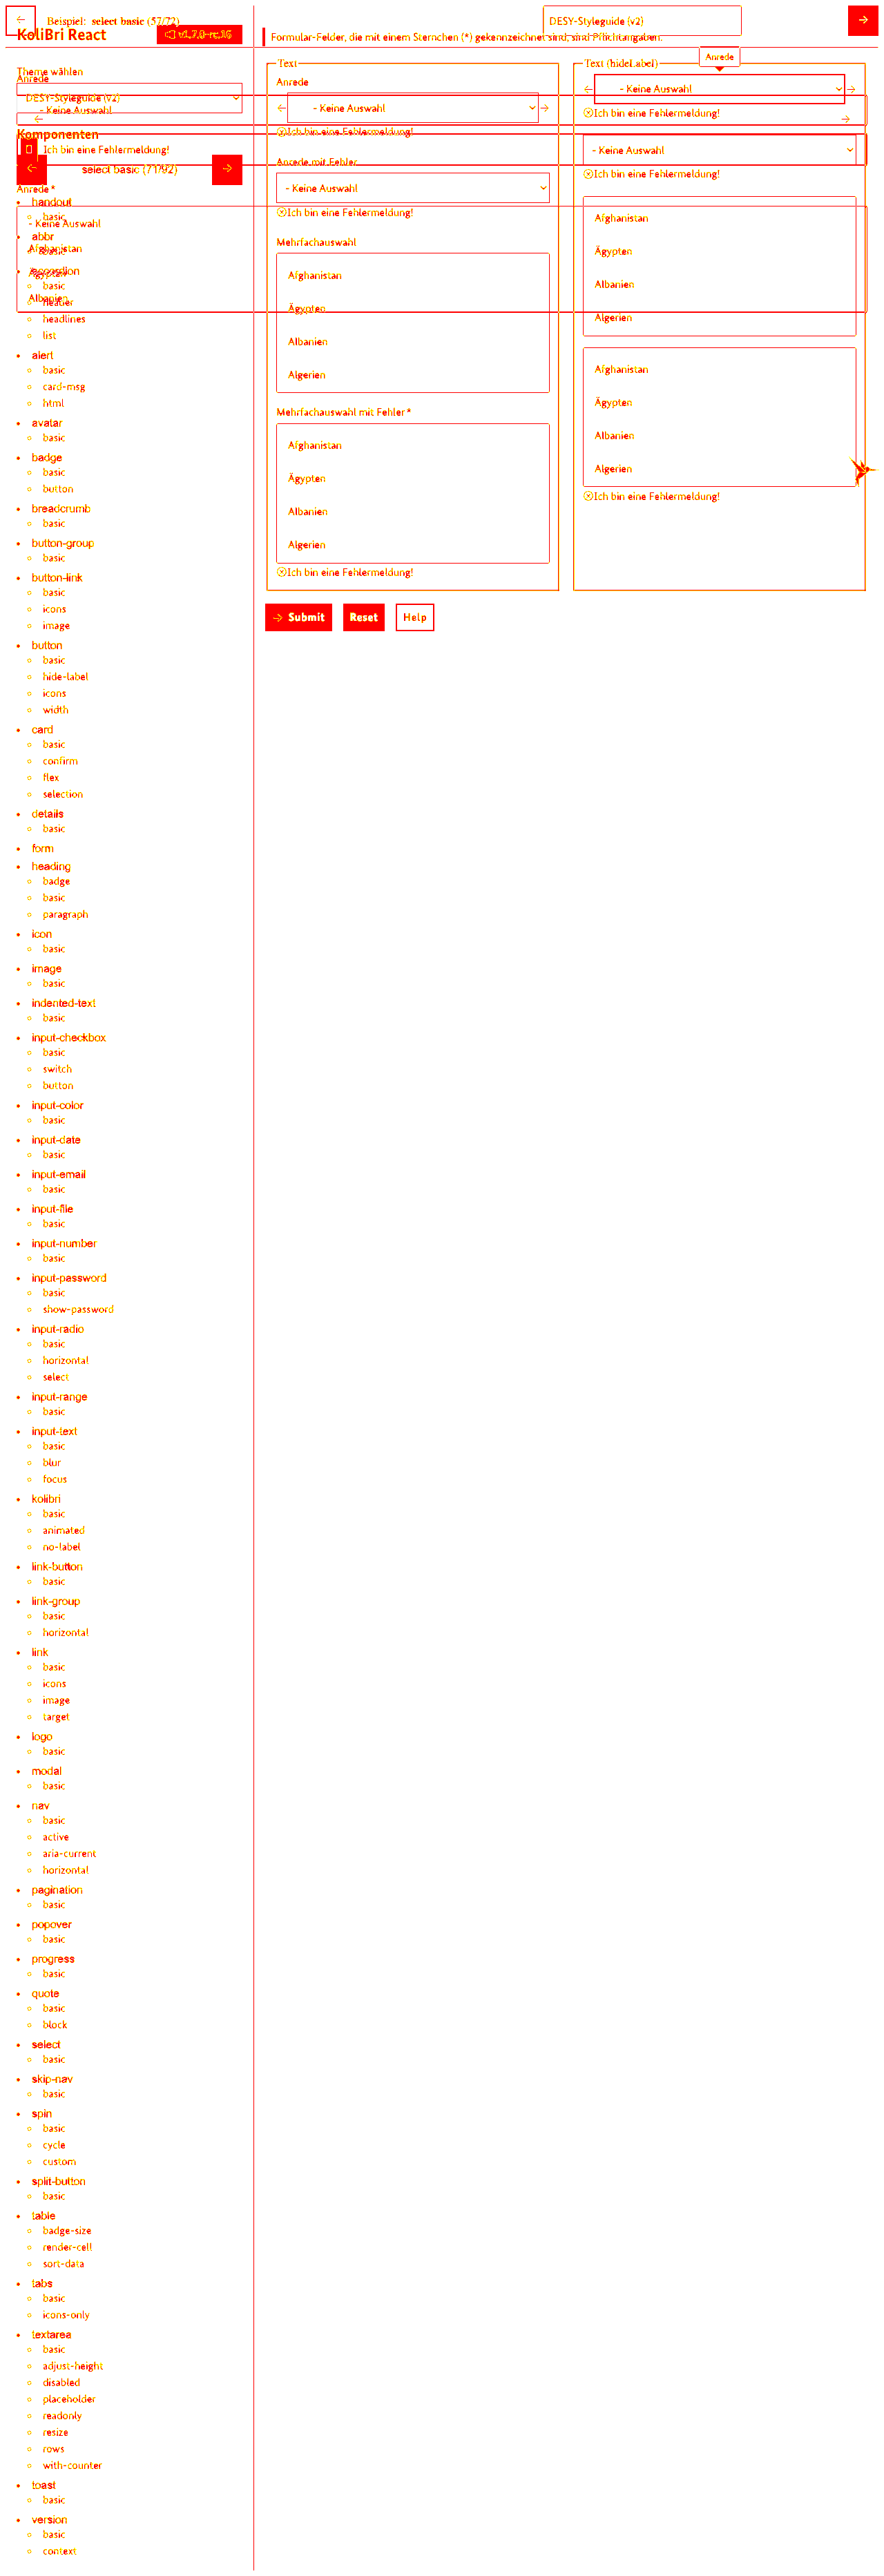 Beispiel: select basic (57/72)
DESY-Styleguide (v2)
KoliBri React
v1.7.0-rc.16
Formular-Felder, die mit einem Sternchen (*) gekennzeichnet sind, sind Pflichtangaben.
Theme wählen
Anrede
DESY-Styleguide (v2)
- Keine Auswahl
Komponenten
Ich bin eine Fehlermeldung!
select basic (71/92)
Anrede *
- Keine Auswahl
Afghanistan
Ägypten
Albanien
handout
basic
abbr
basic
accordion
basic
header
headlines
list
alert
basic
card-msg
html
avatar
basic
badge
basic
button
breadcrumb
basic
button-group
basic
button-link
basic
icons
image
button
basic
hide-label
icons
width
card
basic
confirm
flex
selection
details
basic
form
heading
badge
basic
paragraph
icon
basic
image
basic
indented-text
basic
input-checkbox
basic
switch
button
input-color
basic
input-date
basic
input-email
basic
input-file
basic
input-number
basic
input-password
basic
show-password
input-radio
basic
horizontal
select
input-range
basic
input-text
basic
blur
focus
kolibri
basic
animated
no-label
link-button
basic
link-group
basic
horizontal
link
basic
icons
image
target
logo
basic
modal
basic
nav
basic
active
aria-current
horizontal
pagination
basic
popover
basic
progress
basic
quote
basic
block
select
basic
skip-nav
basic
spin
basic
cycle
custom
split-button
basic
table
badge-size
render-cell
sort-data
tabs
basic
icons-only
textarea
basic
adjust-height
disabled
placeholder
readonly
resize
rows
with-counter
toast
basic
version
basic
context
Text
Anrede
- Keine Auswahl
Ich bin eine Fehlermeldung!
Anrede mit Fehler
- Keine Auswahl
Ich bin eine Fehlermeldung!
Mehrfachauswahl
Afghanistan
Ägypten
Albanien
Algerien
Mehrfachauswahl mit Fehler *
Afghanistan
Ägypten
Albanien
Algerien
Ich bin eine Fehlermeldung!
Text (hideLabel)
Anrede
- Keine Auswahl
Ich bin eine Fehlermeldung!
- Keine Auswahl
Ich bin eine Fehlermeldung!
Afghanistan
Ägypten
Albanien
Algerien
Afghanistan
Ägypten
Albanien
Algerien
Ich bin eine Fehlermeldung!
Submit
Reset
Help